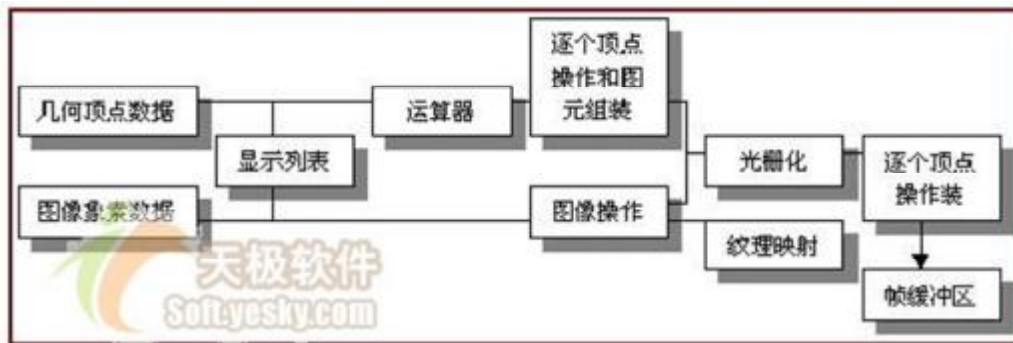 几何顶点数据
图像象素数据
显示列表
运算器
逐个顶点
操作和图
元组装
图像操作
光栅化
纹理映射
逐个顶点
操作装
帧缓冲区
天极软件
Soft.yesky.com